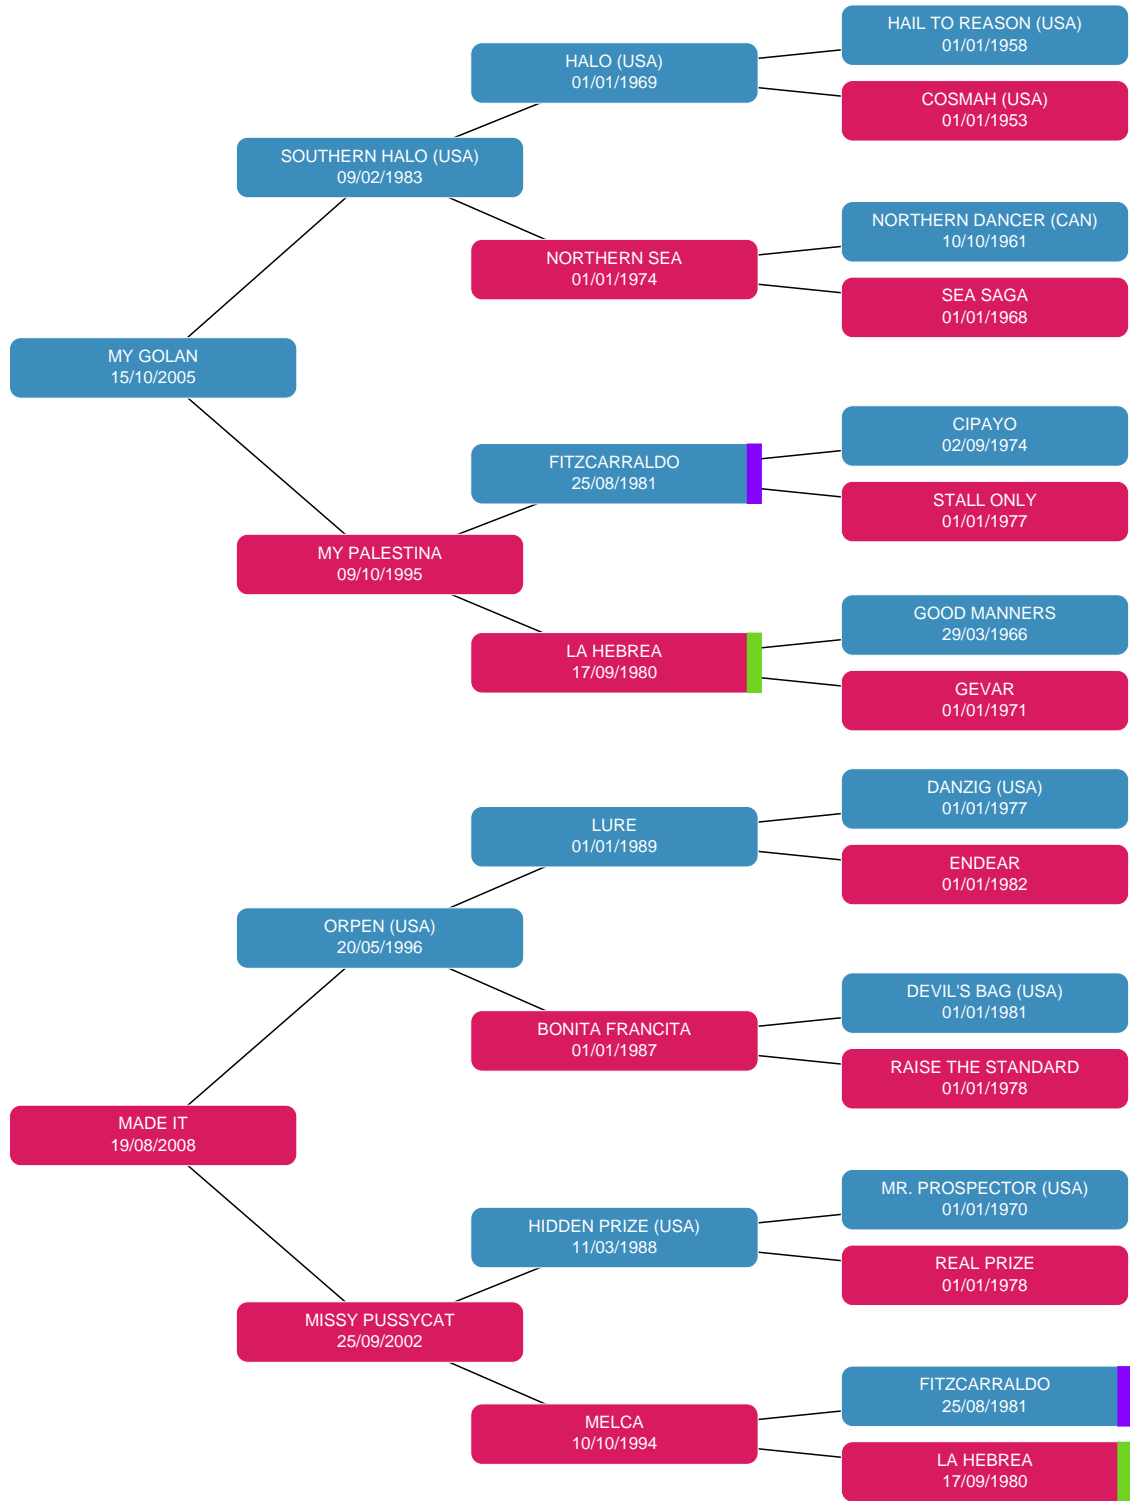 HAIL TO REASON (USA)
01/01/1958
HALO (USA)
01/01/1969
COSMAH (USA)
01/01/1953
SOUTHERN HALO (USA)
09/02/1983
NORTHERN DANCER (CAN)
10/10/1961
NORTHERN SEA
01/01/1974
SEA SAGA
01/01/1968
MY GOLAN
15/10/2005
CIPAYO
02/09/1974
FITZCARRALDO
25/08/1981
STALL ONLY
01/01/1977
MY PALESTINA
09/10/1995
GOOD MANNERS
29/03/1966
LA HEBREA
17/09/1980
GEVAR
01/01/1971
DANZIG (USA)
01/01/1977
LURE
01/01/1989
ENDEAR
01/01/1982
ORPEN (USA)
20/05/1996
DEVIL'S BAG (USA)
01/01/1981
BONITA FRANCITA
01/01/1987
RAISE THE STANDARD
01/01/1978
MADE IT
19/08/2008
MR. PROSPECTOR (USA)
01/01/1970
HIDDEN PRIZE (USA)
11/03/1988
REAL PRIZE
01/01/1978
MISSY PUSSYCAT
25/09/2002
FITZCARRALDO
25/08/1981
MELCA
10/10/1994
LA HEBREA
17/09/1980